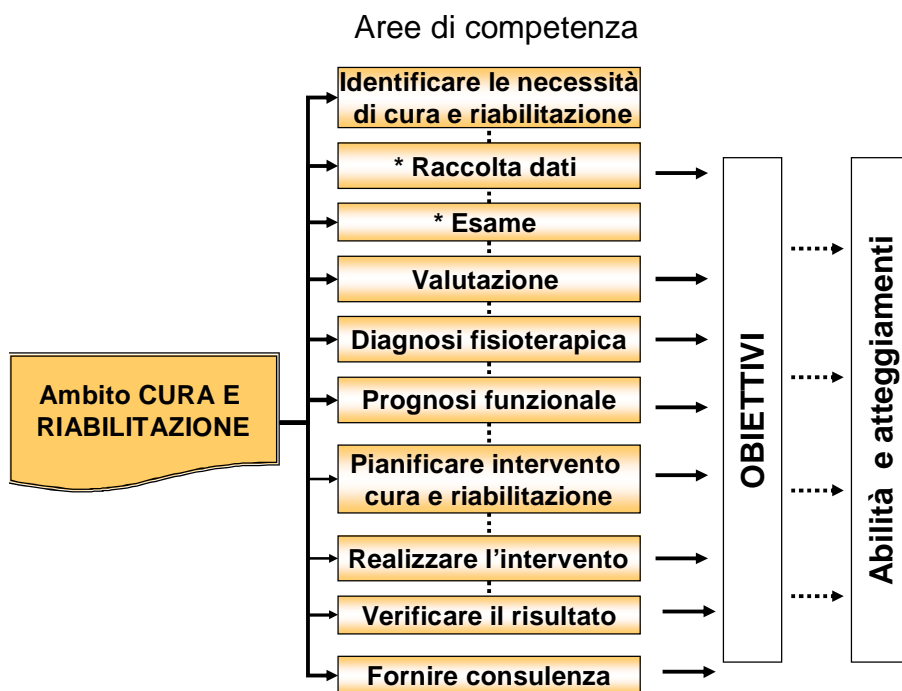 Aree di competenza
Identificare le necessità
di cura e riabilitazione
* Raccolta dati
* Esame
Valutazione
Diagnosi fisioterapica
Prognosi funzionale
Pianificare intervento
cura e riabilitazione
Realizzare l’intervento
Verificare il risultato
Fornire consulenza
Ambito CURA E
RIABILITAZIONE
OBIETTIVI
Abilità e atteggiamenti